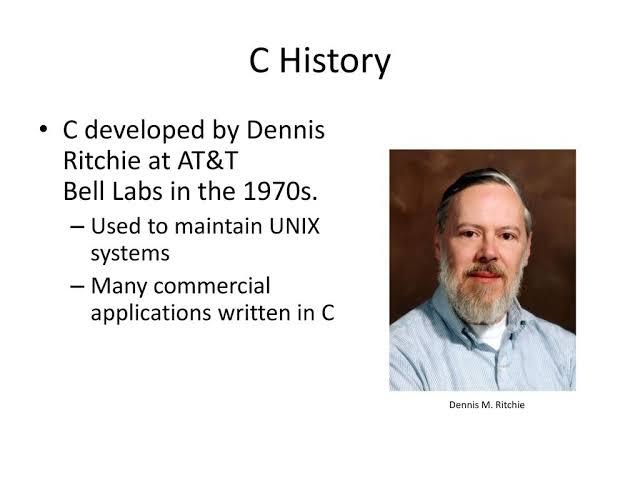 C History
• C developed by Dennis
Ritchie at AT&T
Bell Labs in the 1970s.
– Used to maintain UNIX
systems
– Many commercial
applications written in C
Dennis M. Ritchie